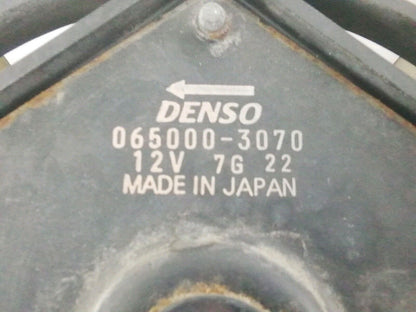 DENSO
065000-3070
12V 7G 22
MADE IN JAPAN